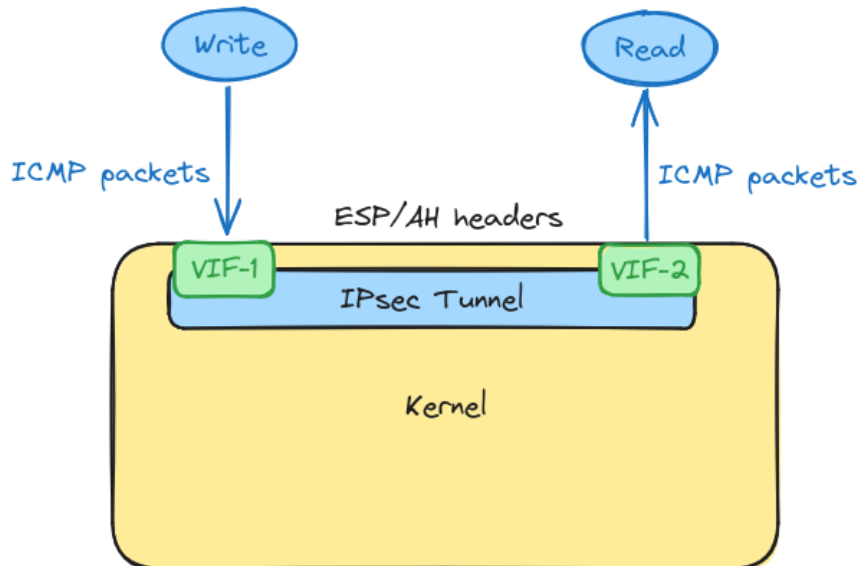 Write
Read
ICMP packets
ICMP packets
ESP/AH headers
VIF-1
VIF-2
IPsec Tunnel
Kernel